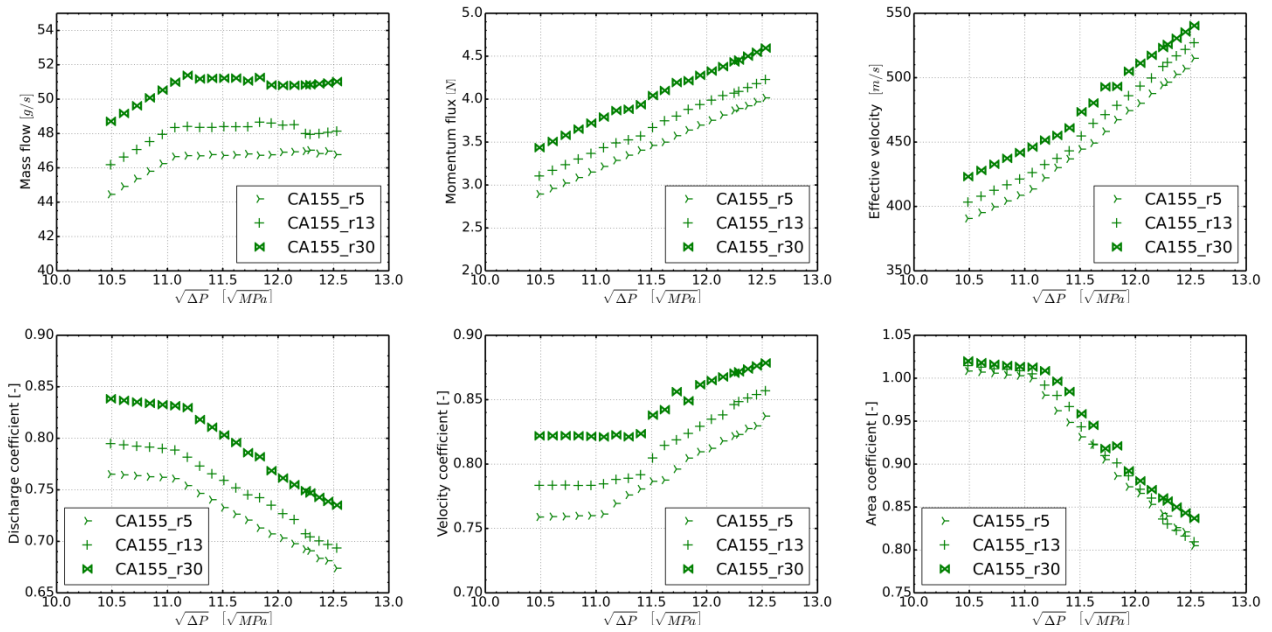 54
52
50
48
46
44
42
40
10.0 10.5 11.0 11.5 12.0 12.5 13.0
Mass flow [g/s]
√ΔP [√MPa]
CA155_r5
CA155_r13
CA155_r30
5.0
4.5
4.0
3.5
3.0
2.5
2.0
10.0 10.5 11.0 11.5 12.0 12.5 13.0
Momentum flux [N]
√ΔP [√MPa]
CA155_r5
CA155_r13
CA155_r30
550
500
450
400
350
10.0 10.5 11.0 11.5 12.0 12.5 13.0
Effective velocity [m/s]
√ΔP [√MPa]
CA155_r5
CA155_r13
CA155_r30
0.90
0.85
0.80
0.75
0.70
0.65
10.0 10.5 11.0 11.5 12.0 12.5 13.0
Discharge coefficient [-]
√ΔP [√MPa]
CA155_r5
CA155_r13
CA155_r30
0.90
0.85
0.80
0.75
0.70
10.0 10.5 11.0 11.5 12.0 12.5 13.0
Velocity coefficient [-]
√ΔP [√MPa]
CA155_r5
CA155_r13
CA155_r30
1.05
1.00
0.95
0.90
0.85
0.80
0.75
10.0 10.5 11.0 11.5 12.0 12.5 13.0
Area coefficient [-]
√ΔP [√MPa]
CA155_r5
CA155_r13
CA155_r30